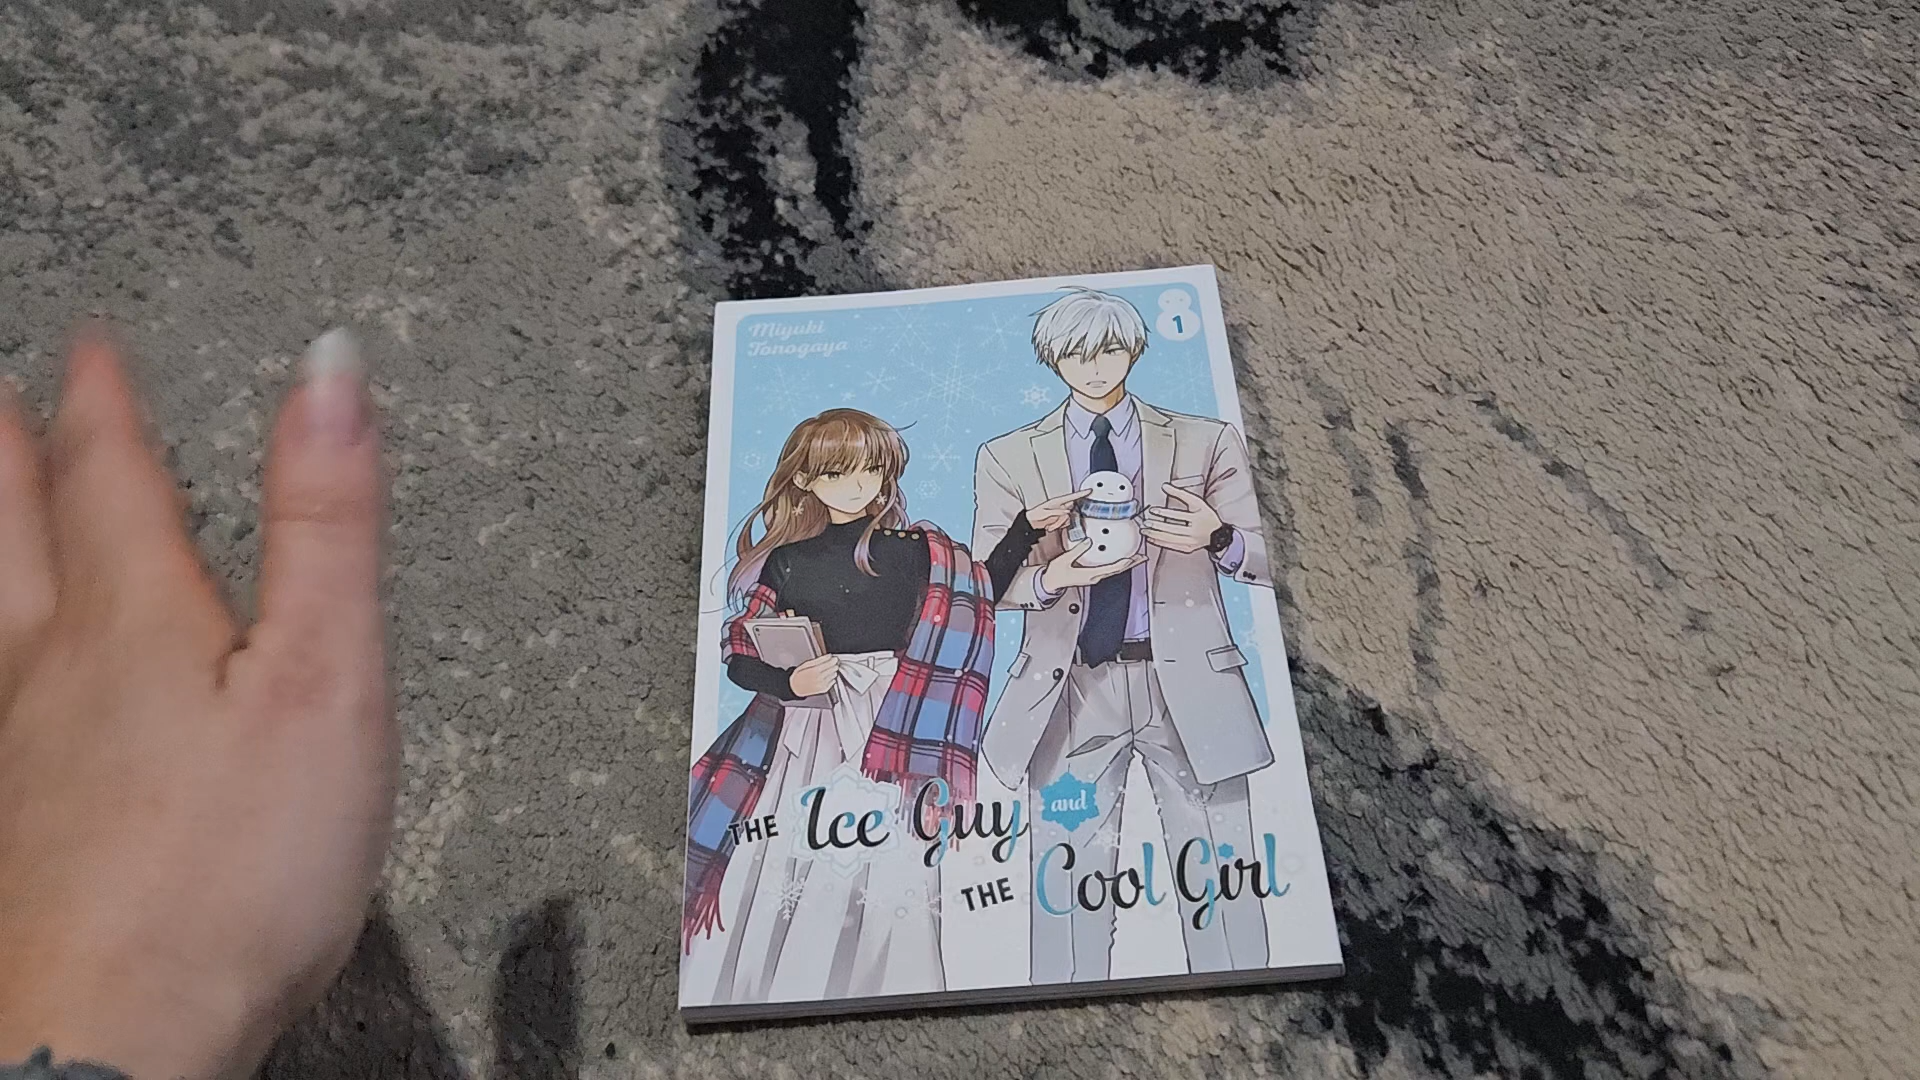 Miyuki
Tonogaya
1
THE Ice Guy and
THE Cool Girl